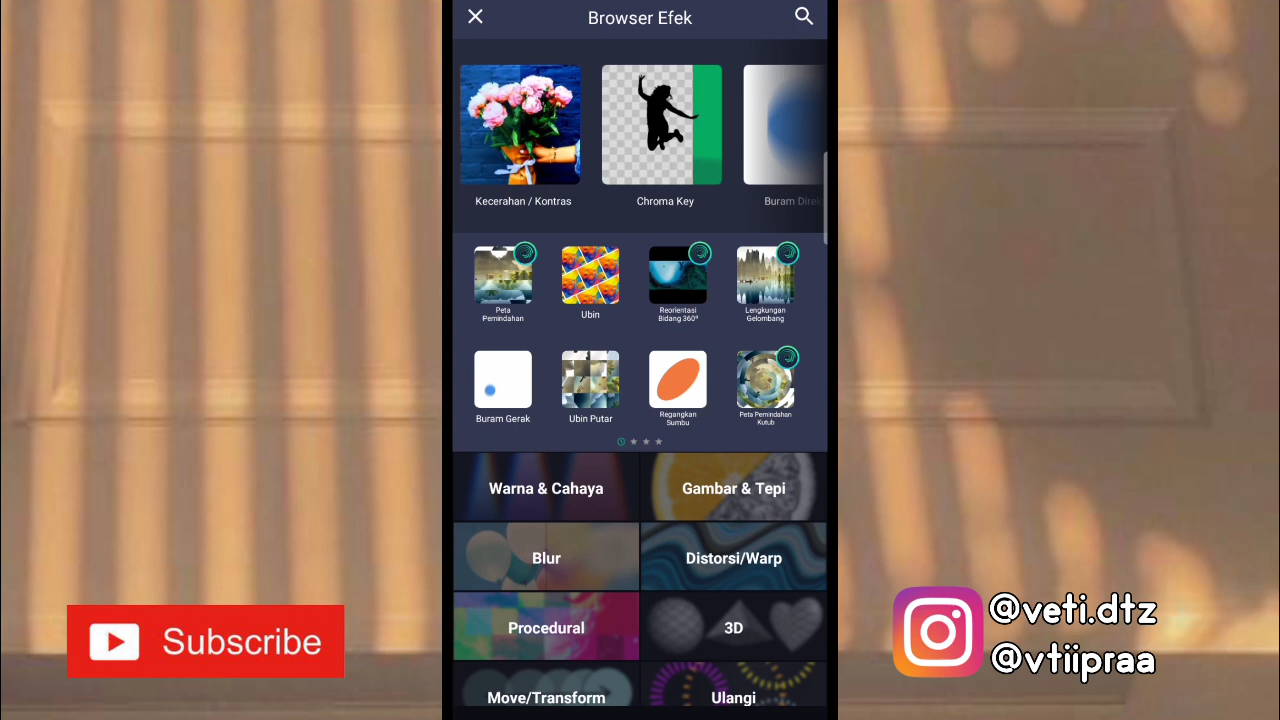 Browser Efek
Kecerahan / Kontras
Chroma Key
Buram Direk
Peta
Pemindahan
Ubin
Reorientasi
Bidang 360º
Lengkungan
Gelombang
Buram Gerak
Ubin Putar
Regangkan
Sumbu
Peta Pemindahan
Kutub
Warna & Cahaya
Gambar & Tepi
Blur
Distorsi/Warp
Procedural
3D
Move/Transform
Ulangi
Subscribe
@veti.dtz
@vtiipraa